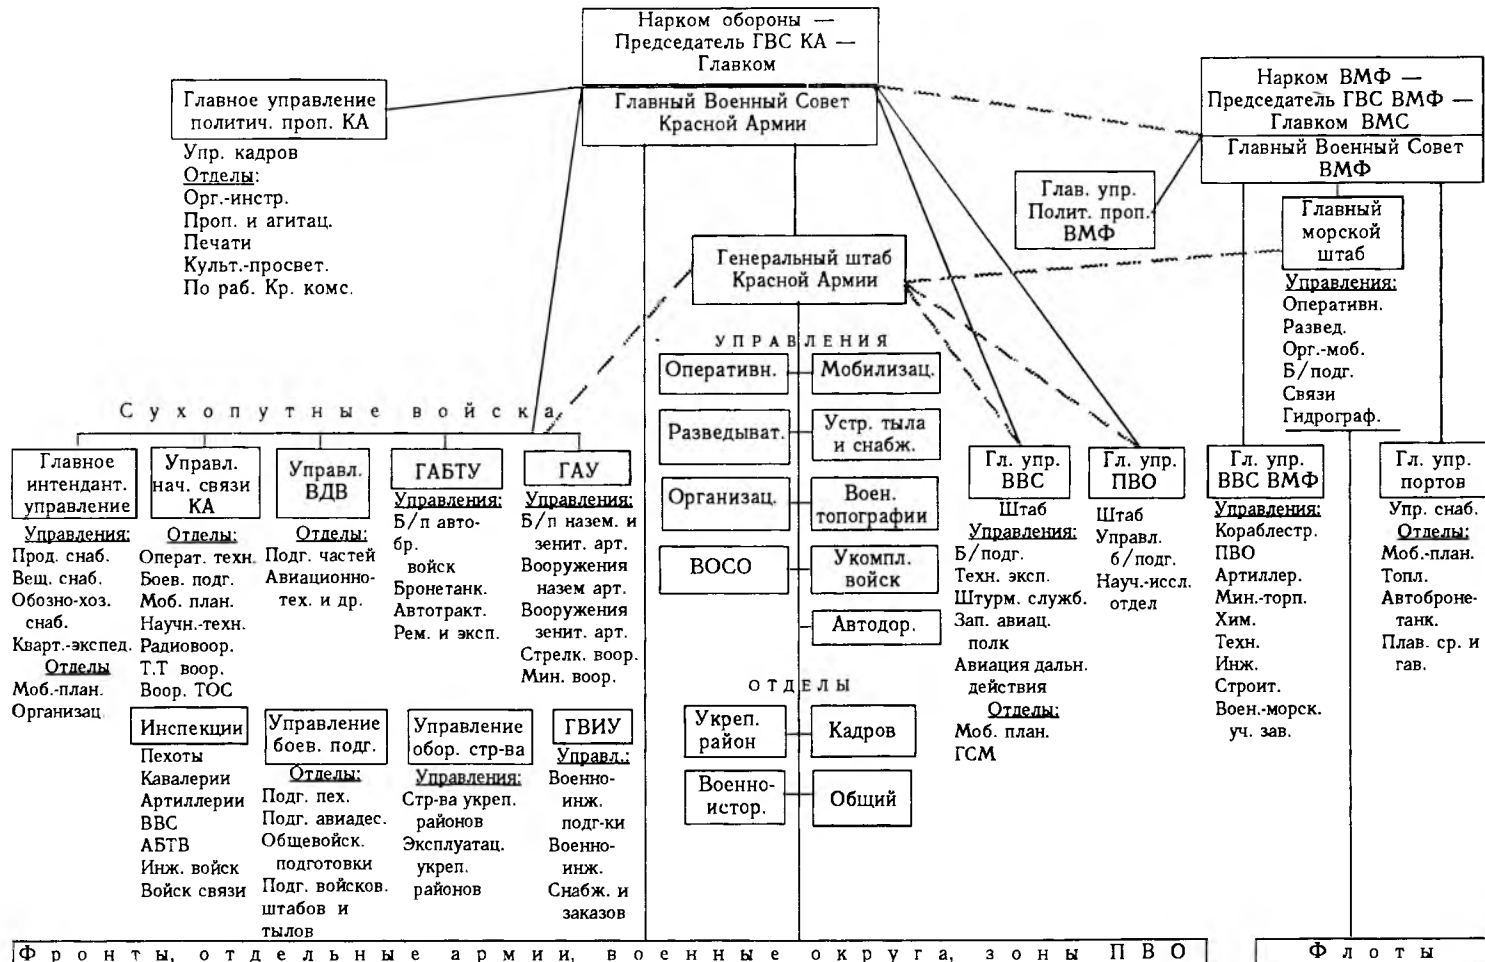 Нарком обороны —
Председатель ГВС КА —
Главком
Главный Военный Совет
Красной Армии
Главное управление
политич. проп. КА
Упр. кадров
Отделы:
Орг.-инстр.
Проп. и агитац.
Печати
Культ.-просвет.
По раб. Кр. комс.
Нарком ВМФ —
Председатель ГВС ВМФ —
Главком ВМС
Главный Военный Совет
ВМФ
Глав. упр.
Полит. проп.
ВМФ
Главный
морской
штаб
Управления:
Оперативн.
Развед.
Орг.-моб.
Б/подг.
Связи
Гидрограф.
Генеральный штаб
Красной Армии
УПРАВЛЕНИЯ
Оперативн.
Мобилизац.
Разведыват.
Устр. тыла
и снабж.
Организац.
Воен.
топографии
ВОСО
Укомпл.
войск
Автодор.
ОТДЕЛЫ
Укреп.
район
Кадров
Военно-
истор.
Общий
Сухопутные войска
Главное
интендант.
управление
Управления:
Прод. снаб.
Вещ. снаб.
Обозно-хоз.
снаб.
Кварт.-экспед.
Отделы
Моб.-план.
Организац
Управл.
нач. связи
КА
Отделы:
Операт. техн.
Боев. подг.
Моб. план.
Научн.-техн.
Радиовоор.
Т.Т воор.
Воор. ТОС
Управл.
ВДВ
Отделы:
Подг. частей
Авиационно-
тех. и др.
ГАБТУ
Управления:
Б/п авто-
бр.
войск
Бронетанк.
Автотракт.
Рем. и эксп.
ГАУ
Управления:
Б/п назем. и
зенит. арт.
Вооружения
назем арт.
Вооружения
зенит. арт.
Стрелк. воор.
Мин. воор.
Инспекции
Пехоты
Кавалерии
Артиллерии
ВВС
АБТВ
Инж. войск
Войск связи
Управление
боев. подг.
Отделы:
Подг. пех.
Подг. авиадес.
Общевойск.
подготовки
Подг. войсков.
штабов и
тылов
Управление
обор. стр-ва
Управления:
Стр-ва укреп.
районов
Эксплуатац.
укреп.
районов
ГВИУ
Управл.:
Военно-
инж.
подг-ки
Военно-
инж.
Снабж. и
заказов
Гл. упр.
ВВС
Штаб
Управления:
Б/подг.
Техн. эксп.
Штурм. служб.
Зап. авиац.
полк
Авиация дальн.
действия
Отделы:
Моб. план.
ГСМ
Гл. упр.
ПВО
Штаб
Управл.
б/подг.
Науч.-иссл.
отдел
Гл. упр.
ВВС ВМФ
Управления:
Кораблестр.
ПВО
Артиллер.
Мин.-торп.
Хим.
Техн.
Инж.
Строит.
Воен.-морск.
уч. зав.
Гл. упр.
портов
Упр. снаб.
Отделы:
Моб.-план.
Топл.
Автоброне-
танк.
Плав. ср. и
гав.
Фронты, отдельные армии, военные округа, зоны ПВО
Флоты